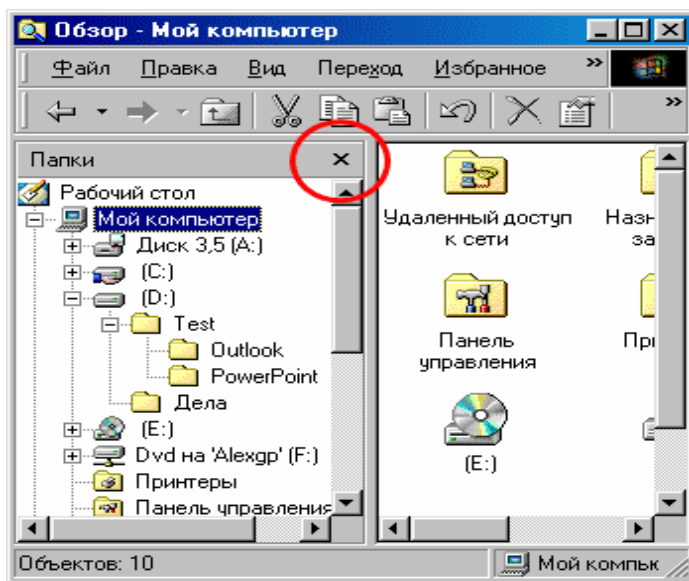 Обзор - Мой компьютер
Файл Правка Вид Переход Избранное »
»
Папки
Рабочий стол
Мой компьютер
Диск 3,5 (A:)
(C:)
(D:)
Test
Outlook
PowerPoint
Дела
(E:)
Dvd на 'Alexgp' (F:)
Принтеры
Панель управления
Удаленный доступ
к сети
Панель
управления
(E:)
Объектов: 10
Мой компьк